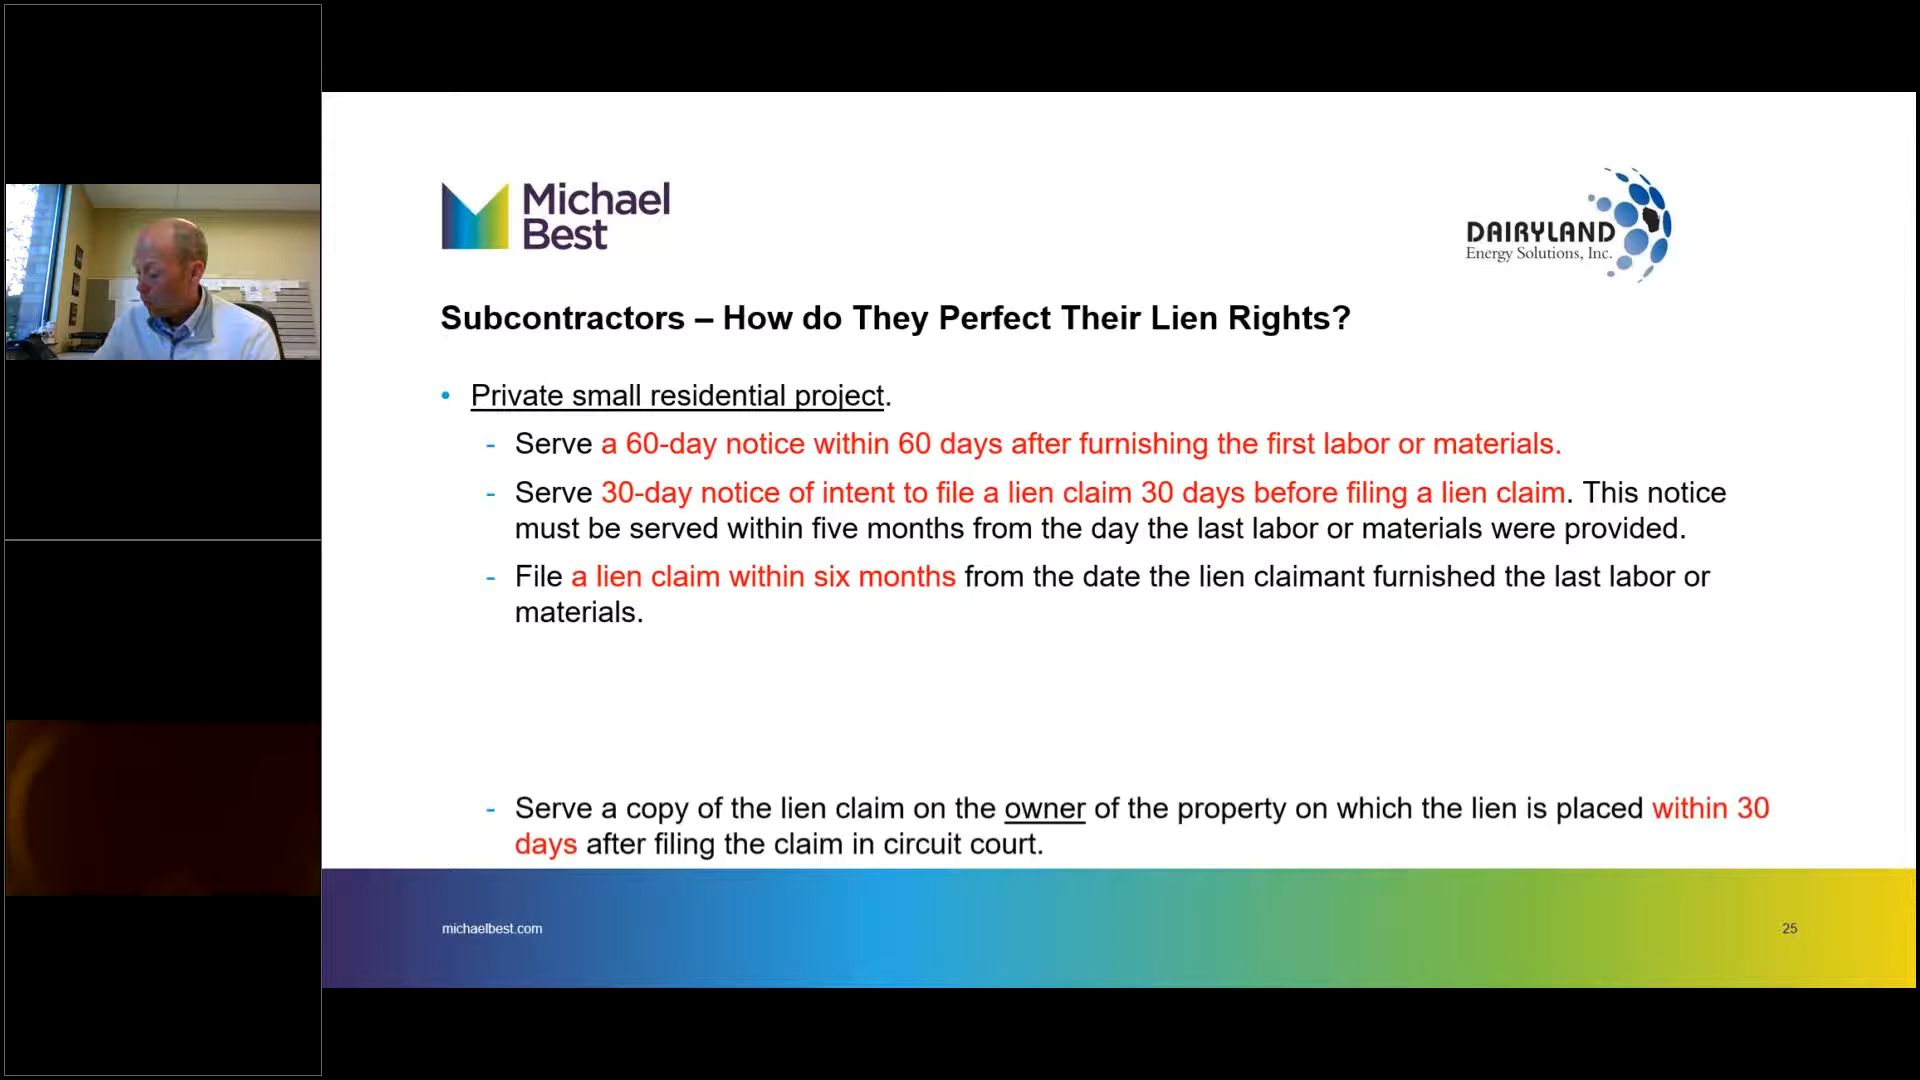 Michael
Best
DAIRYLAND
Energy Solutions, Inc.
Subcontractors – How do They Perfect Their Lien Rights?
• Private small residential project.
- Serve a 60-day notice within 60 days after furnishing the first labor or materials.
- Serve 30-day notice of intent to file a lien claim 30 days before filing a lien claim. This notice
must be served within five months from the day the last labor or materials were provided.
- File a lien claim within six months from the date the lien claimant furnished the last labor or
materials.
- Serve a copy of the lien claim on the owner of the property on which the lien is placed within 30
days after filing the claim in circuit court.
michaelbest.com
25